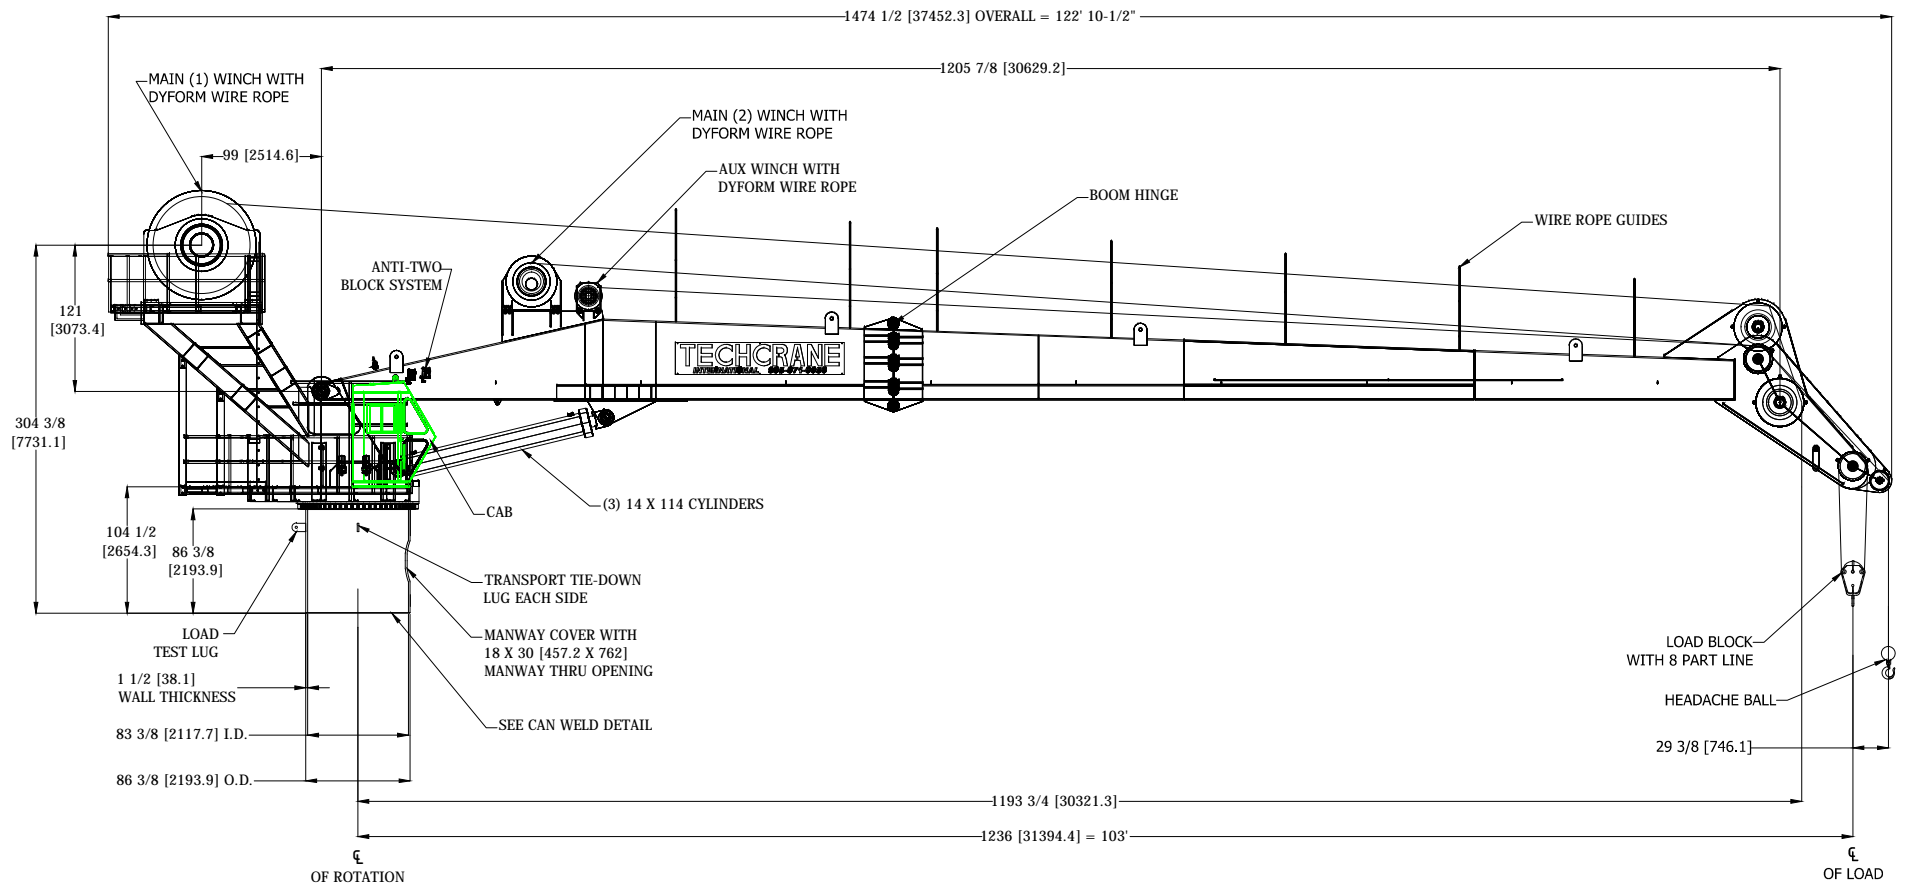 1474 1/2 [37452.3] OVERALL = 122' 10-1/2"
1205 7/8 [30629.2]
MAIN (1) WINCH WITH
DYFORM WIRE ROPE
MAIN (2) WINCH WITH
DYFORM WIRE ROPE
99 [2514.6]
AUX WINCH WITH
DYFORM WIRE ROPE
BOOM HINGE
WIRE ROPE GUIDES
ANTI-TWO
BLOCK SYSTEM
121
[3073.4]
TECHCRANE
INTERNATIONAL
304 3/8
[7731.1]
(3) 14 X 114 CYLINDERS
CAB
104 1/2
[2654.3]
86 3/8
[2193.9]
TRANSPORT TIE-DOWN
LUG EACH SIDE
LOAD
TEST LUG
MANWAY COVER WITH
18 X 30 [457.2 X 762]
MANWAY THRU OPENING
LOAD BLOCK
WITH 8 PART LINE
1 1/2 [38.1]
WALL THICKNESS
HEADACHE BALL
SEE CAN WELD DETAIL
83 3/8 [2117.7] I.D.
29 3/8 [746.1]
86 3/8 [2193.9] O.D.
1193 3/4 [30321.3]
1236 [31394.4] = 103'
℄
OF ROTATION
℄
OF LOAD